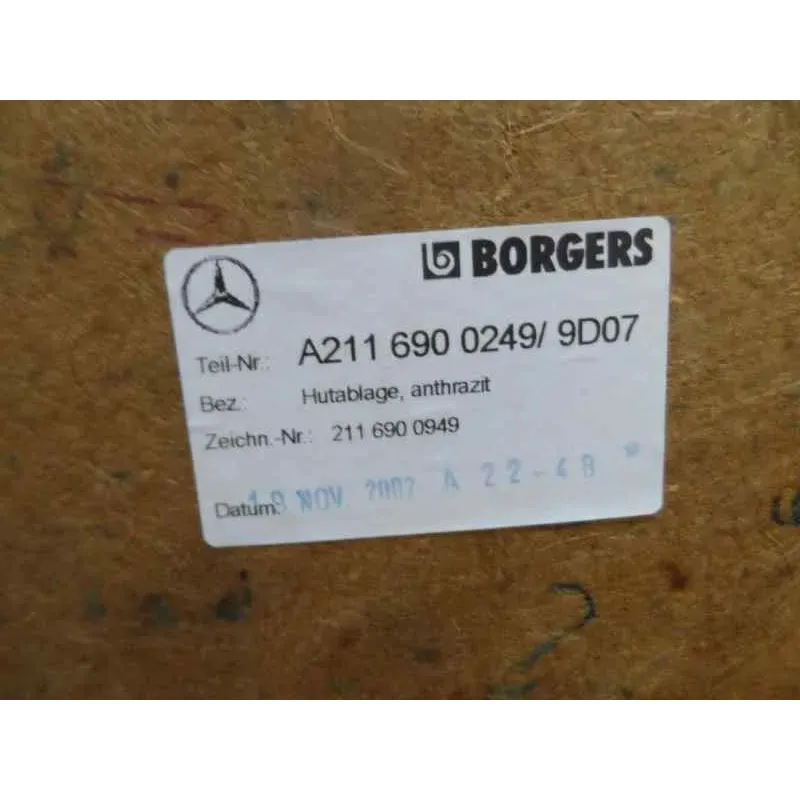 BORGERS
Teil-Nr.: A211 690 0249/ 9D07
Bez.: Hutablage, anthrazit
Zeichn.-Nr.: 211 690 0949
Datum: NOV 2002 A 22-48 *